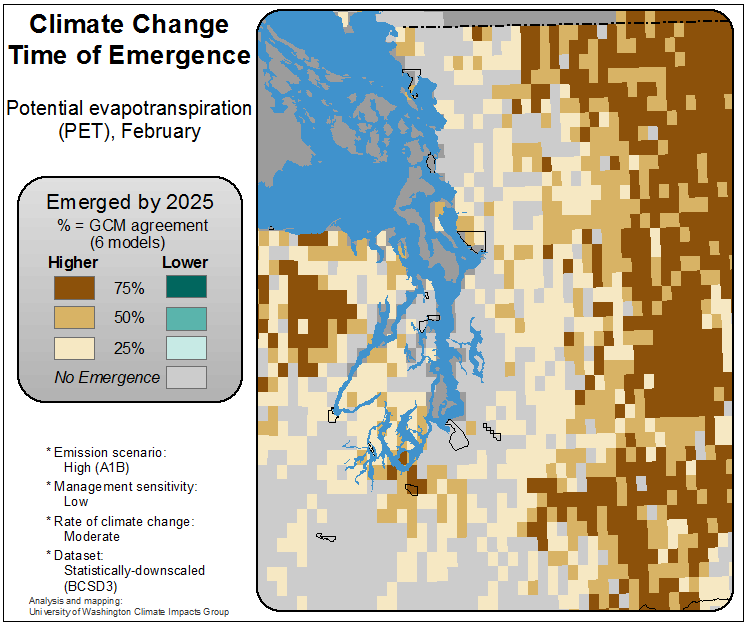 Climate Change
Time of Emergence
Potential evapotranspiration
(PET), February
Emerged by 2025
% = GCM agreement
(6 models)
Higher Lower
75%
50%
25%
No Emergence
* Emission scenario:
High (A1B)
* Management sensitivity:
Low
* Rate of climate change:
Moderate
* Dataset:
Statistically-downscaled
(BCSD3)
Analysis and mapping:
University of Washington Climate Impacts Group